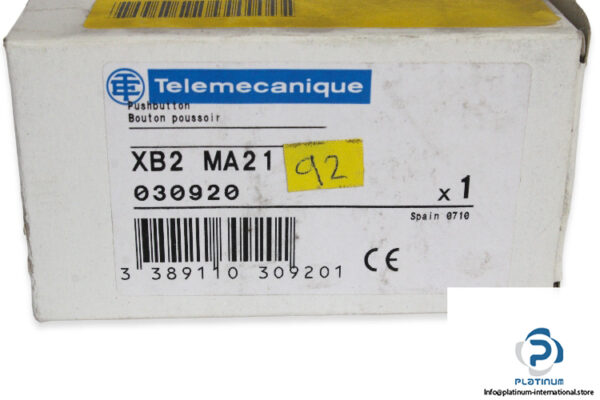 Telemecanique
Pushbutton
Bouton poussoir
XB2 MA21
92
030920
x 1
Spain 0710
3 389110 309201
CE
PLATINUM
Info@platinum-international.store